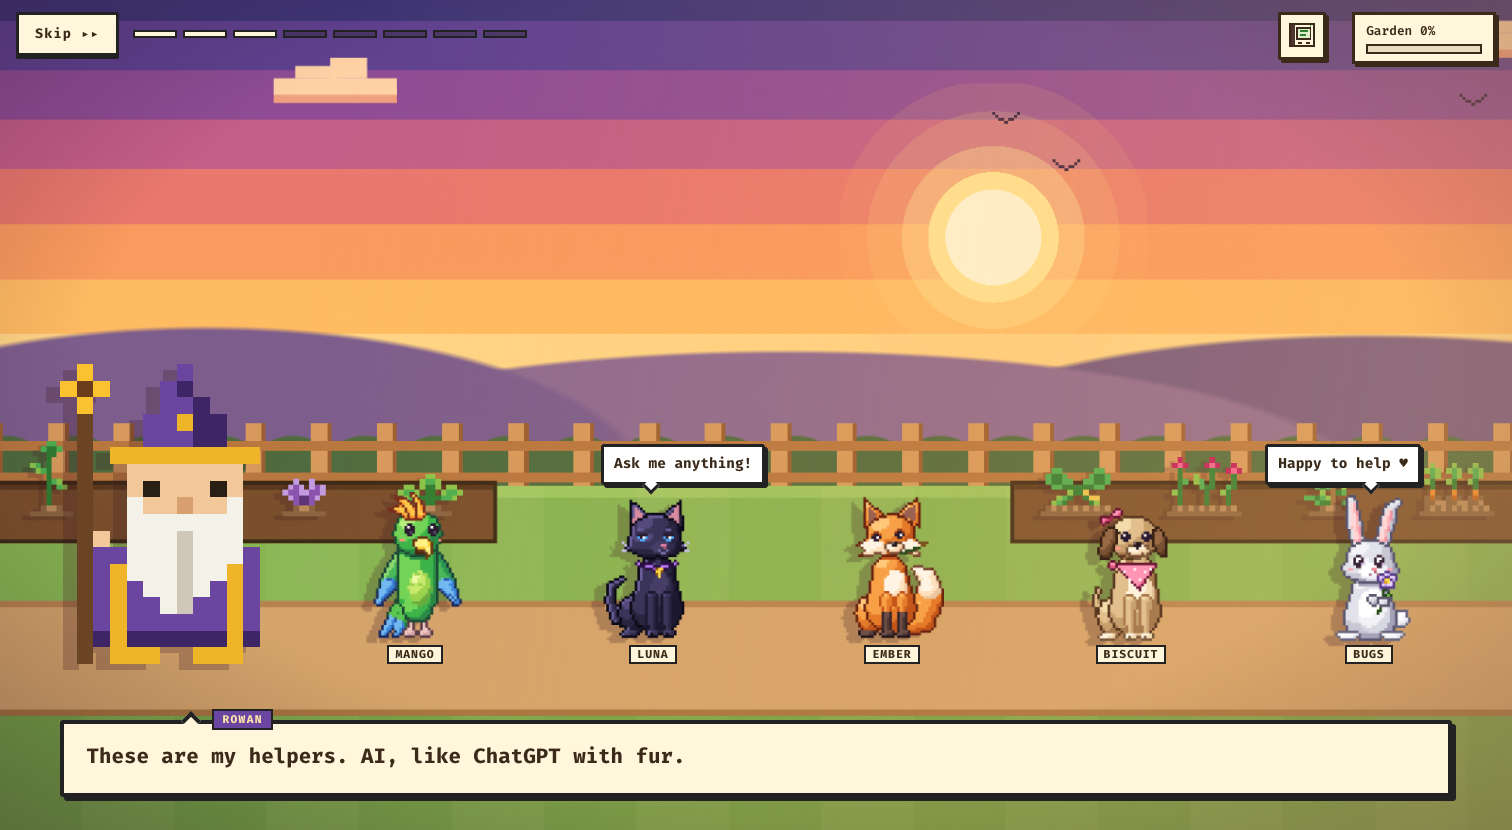 Skip ▸▸
Garden 0%
Ask me anything!
Happy to help ♥
MANGO
LUNA
EMBER
BISCUIT
BUGS
ROWAN
These are my helpers. AI, like ChatGPT with fur.